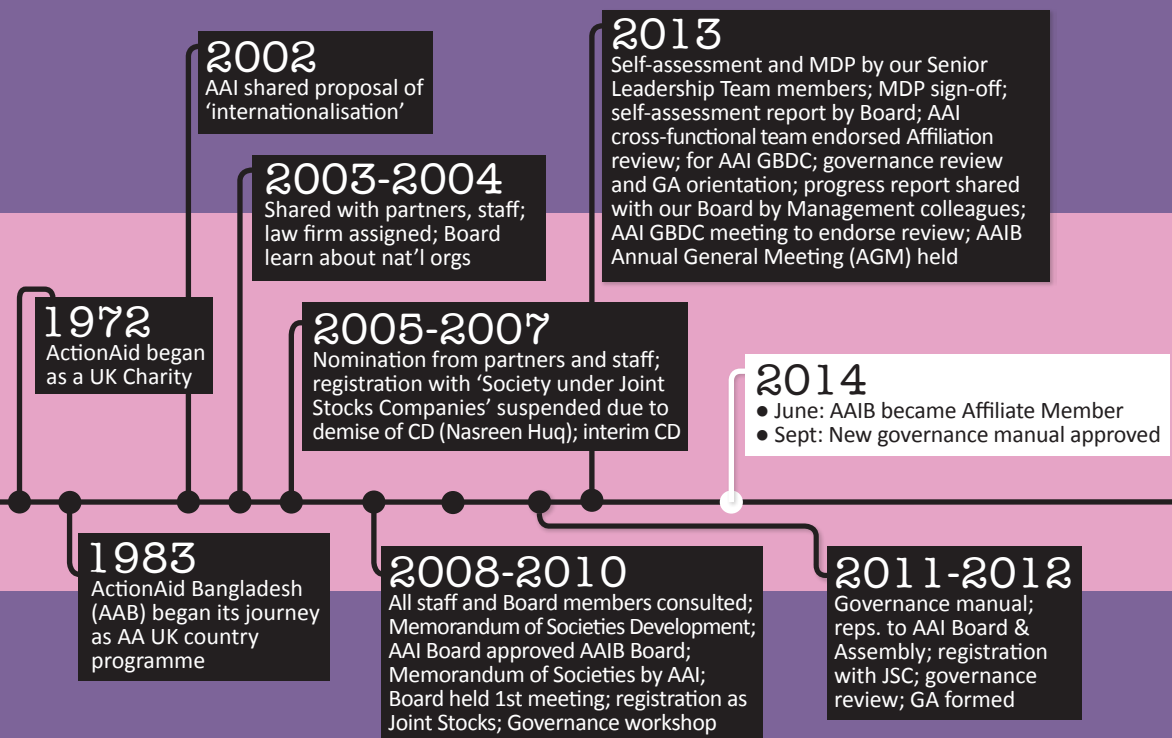 2002
AAI shared proposal of
‘internationalisation’
2003-2004
Shared with partners, staff;
law firm assigned; Board
learn about nat’l orgs
1972
ActionAid began
as a UK Charity
2005-2007
Nomination from partners and staff;
registration with ‘Society under Joint
Stocks Companies’ suspended due to
demise of CD (Nasreen Huq); interim CD
2013
Self-assessment and MDP by our Senior
Leadership Team members; MDP sign-off;
self-assessment report by Board; AAI
cross-functional team endorsed Affiliation
review; for AAI GBDC; governance review
and GA orientation; progress report shared
with our Board by Management colleagues;
AAI GBDC meeting to endorse review; AAIB
Annual General Meeting (AGM) held
2014
● June: AAIB became Affiliate Member
● Sept: New governance manual approved
1983
ActionAid Bangladesh
(AAB) began its journey
as AA UK country
programme
2008-2010
All staff and Board members consulted;
Memorandum of Societies Development;
AAI Board approved AAIB Board;
Memorandum of Societies by AAI;
Board held 1st meeting; registration as
Joint Stocks; Governance workshop
2011-2012
Governance manual;
reps. to AAI Board &
Assembly; registration
with JSC; governance
review; GA formed